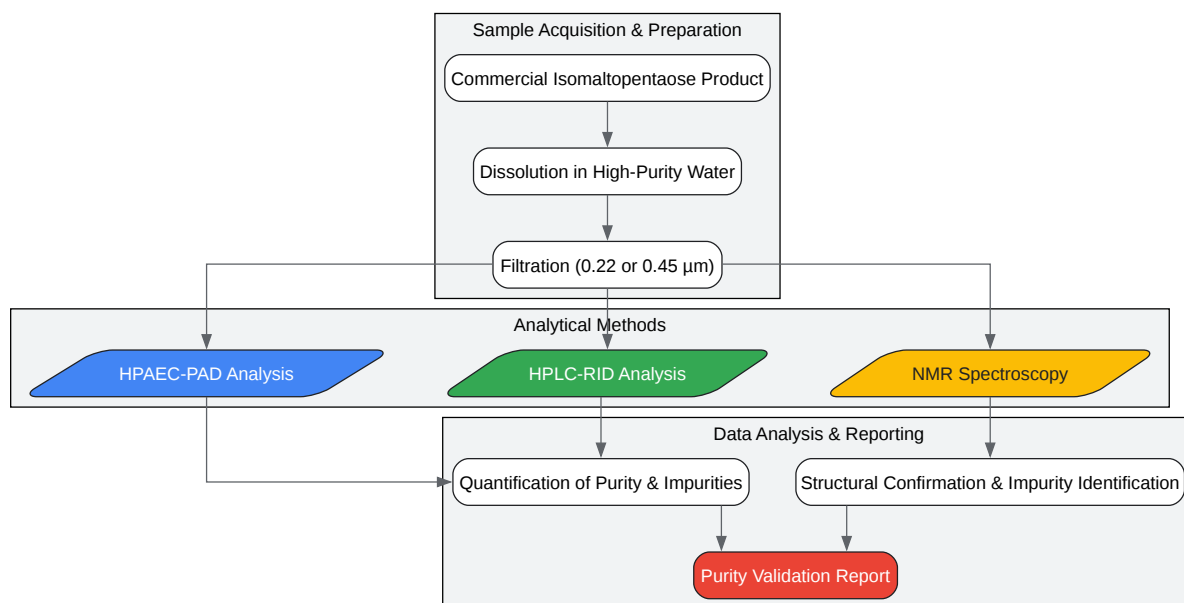 Sample Acquisition & Preparation
Commercial Isomaltopentaose Product
Dissolution in High-Purity Water
Filtration (0.22 or 0.45 µm)
Analytical Methods
HPAEC-PAD Analysis
HPLC-RID Analysis
NMR Spectroscopy
Data Analysis & Reporting
Quantification of Purity & Impurities
Structural Confirmation & Impurity Identification
Purity Validation Report